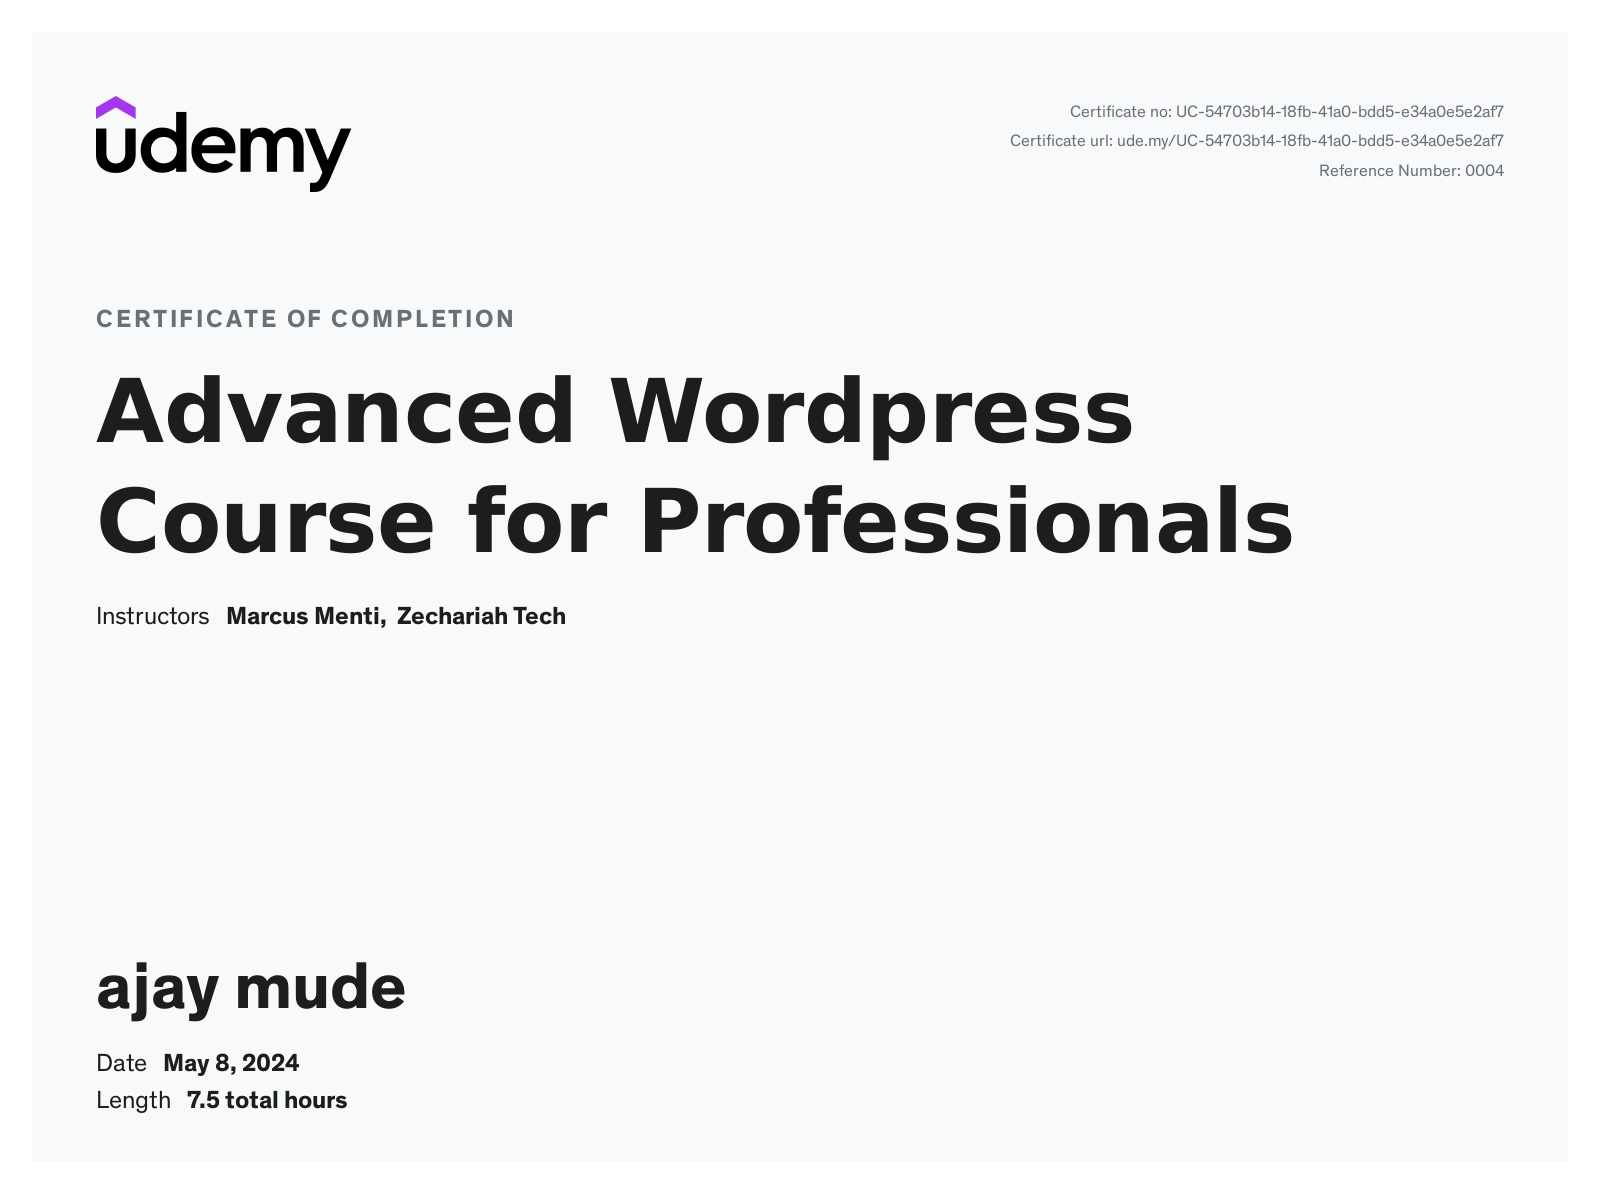 udemy
Certificate no: UC-54703b14-18fb-41a0-bdd5-e34a0e5e2af7
Certificate url: ude.my/UC-54703b14-18fb-41a0-bdd5-e34a0e5e2af7
Reference Number: 0004
CERTIFICATE OF COMPLETION
Advanced Wordpress
Course for Professionals
Instructors Marcus Menti, Zechariah Tech
ajay mude
Date May 8, 2024
Length 7.5 total hours